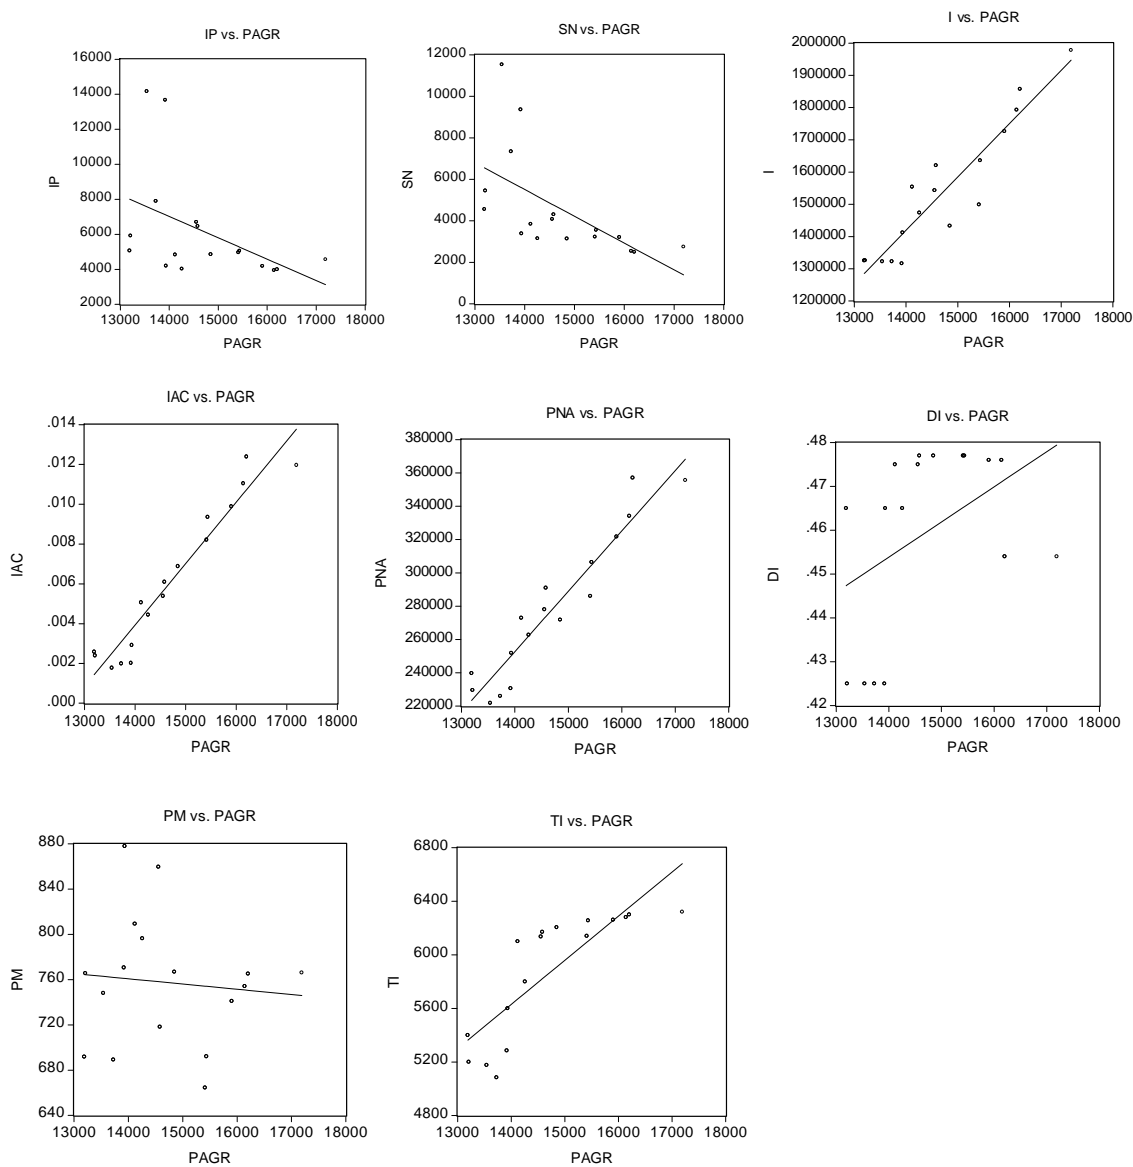 IP vs. PAGR
16000
14000
12000
10000
8000
6000
4000
2000
IP
13000 14000 15000 16000 17000 18000
PAGR
SN vs. PAGR
12000
10000
8000
6000
4000
2000
0
SN
13000 14000 15000 16000 17000 18000
PAGR
I vs. PAGR
2000000
1900000
1800000
1700000
1600000
1500000
1400000
1300000
1200000
I
13000 14000 15000 16000 17000 18000
PAGR
IAC vs. PAGR
.014
.012
.010
.008
.006
.004
.002
.000
IAC
13000 14000 15000 16000 17000 18000
PAGR
PNA vs. PAGR
380000
360000
340000
320000
300000
280000
260000
240000
220000
PNA
13000 14000 15000 16000 17000 18000
PAGR
DI vs. PAGR
.48
.47
.46
.45
.44
.43
.42
DI
13000 14000 15000 16000 17000 18000
PAGR
PM vs. PAGR
880
840
800
760
720
680
640
PM
13000 14000 15000 16000 17000 18000
PAGR
TI vs. PAGR
6800
6400
6000
5600
5200
4800
TI
13000 14000 15000 16000 17000 18000
PAGR